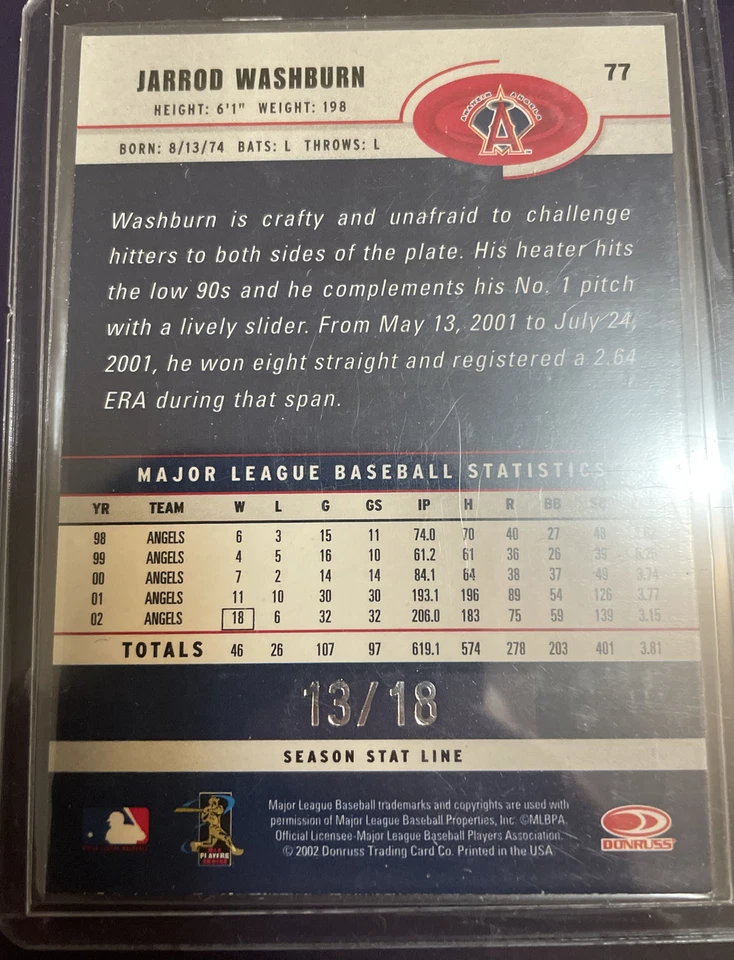 JARROD WASHBURN
77
HEIGHT: 6'1" WEIGHT: 198
ANAHEIM ANGELS
A
BORN: 8/13/74 BATS: L THROWS: L
Washburn is crafty and unafraid to challenge
hitters to both sides of the plate. His heater hits
the low 90s and he complements his No. 1 pitch
with a lively slider. From May 13, 2001 to July 24,
2001, he won eight straight and registered a 2.64
ERA during that span.
MAJOR LEAGUE BASEBALL STATISTICS
YR TEAM W L G GS IP H R BB
98 ANGELS 6 3 15 11 74.0 70 40 27 48
99 ANGELS 4 5 16 10 61.2 61 36 26 39
00 ANGELS 7 2 14 14 84.1 64 38 37 49 3.74
01 ANGELS 11 10 30 30 193.1 196 89 54 126 3.77
02 ANGELS 18 6 32 32 206.0 183 75 59 139 3.15
TOTALS 46 26 107 97 619.1 574 278 203 401 3.81
13/18
SEASON STAT LINE
Major League Baseball trademarks and copyrights are used with
permission of Major League Baseball Properties, Inc. ©MLBPA
Official Licensee-Major League Baseball Players Association.
© 2002 Donruss Trading Card Co. Printed in the USA.
PLAYERS
DONRUSS